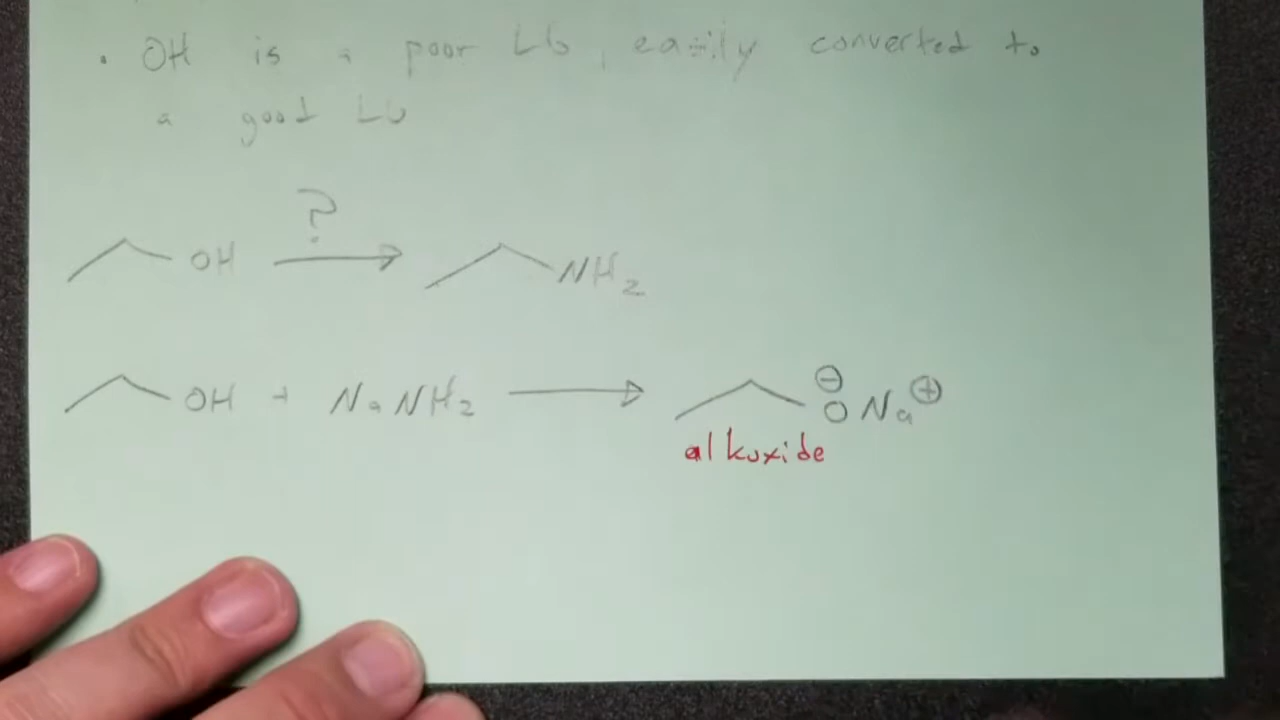 • OH is a poor LG, easily converted to
a good LG
?
OH → NH2
OH + NaNH2 → ⊖
O Na⊕
alkoxide